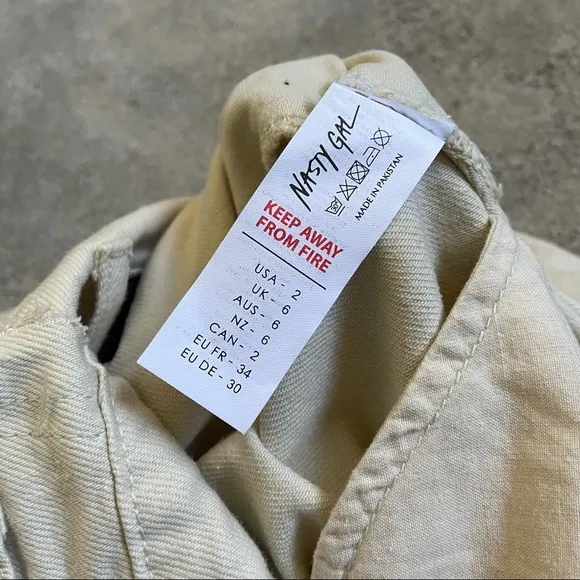 NASTY GAL
MADE IN PAKISTAN
KEEP AWAY
FROM FIRE
USA - 2
UK - 6
AUS - 6
NZ - 6
CAN - 2
EU FR - 34
EU DE - 30